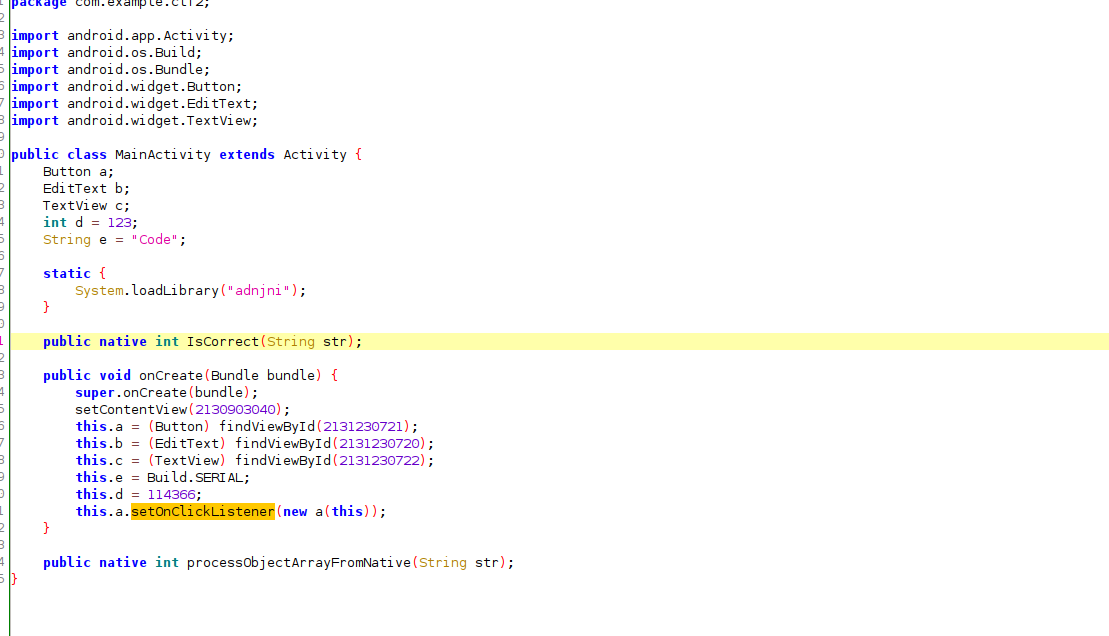 package com.example.ctf2;
import android.app.Activity;
import android.os.Build;
import android.os.Bundle;
import android.widget.Button;
import android.widget.EditText;
import android.widget.TextView;
public class MainActivity extends Activity {
Button a;
EditText b;
TextView c;
int d = 123;
String e = "Code";
static {
System.loadLibrary("adnjni");
}
public native int IsCorrect(String str);
public void onCreate(Bundle bundle) {
super.onCreate(bundle);
setContentView(2130903040);
this.a = (Button) findViewById(2131230721);
this.b = (EditText) findViewById(2131230720);
this.c = (TextView) findViewById(2131230722);
this.e = Build.SERIAL;
this.d = 114366;
this.a.setOnClickListener(new a(this));
}
public native int processObjectArrayFromNative(String str);
}